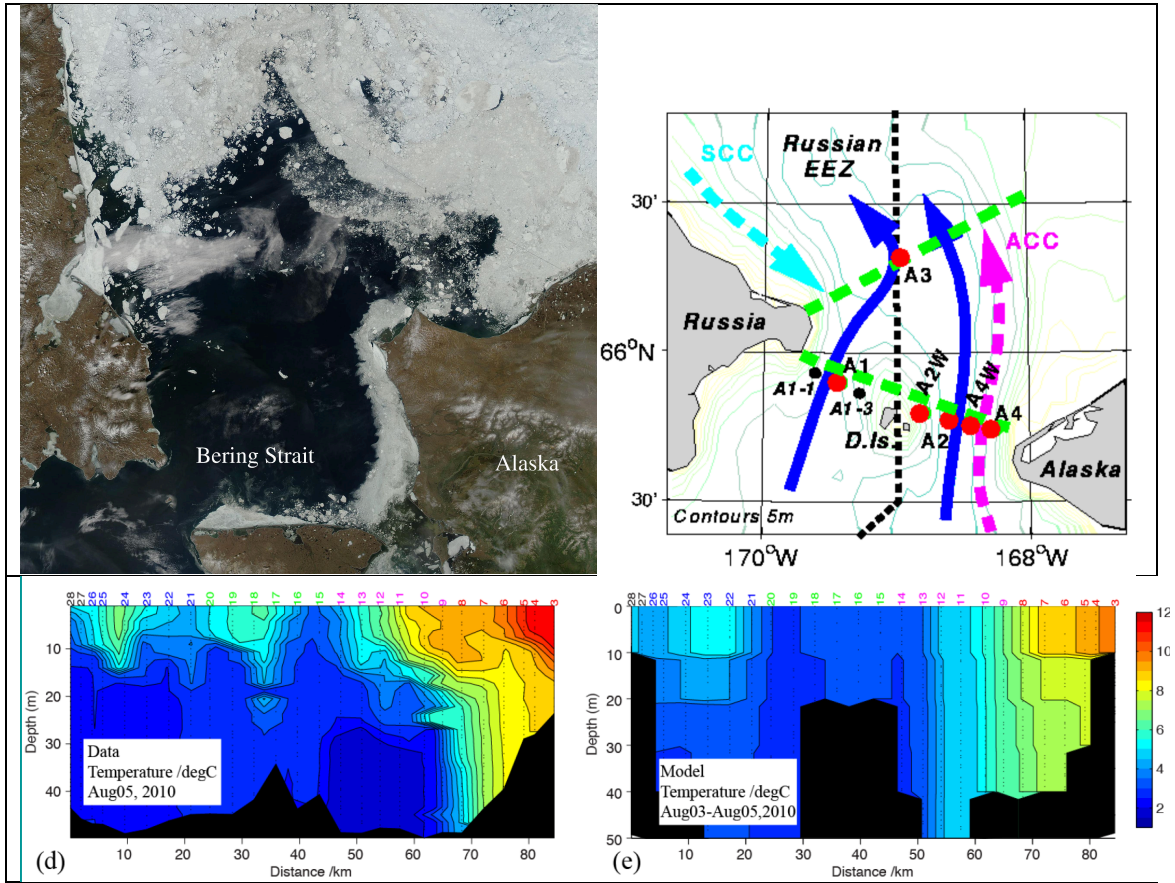 Bering Strait
Alaska
SCC
Russian
EEZ
30'
ACC
A3
Russia
66°N
A1
A2W
A4W
A1-1
A1-3
A4
D.Is.
A2
Alaska
30'
Contours 5m
170°W
168°W
28 27 26 25 24 23 22 21 20 19 18 17 16 15 14 13 12 11 10 9 8 7 6 5 4 3
10
20
30
40
Depth (m)
Data
Temperature /degC
Aug05, 2010
10 20 30 40 50 60 70 80
(d)
Distance /km
28 27 26 25 24 23 22 21 20 19 18 17 16 15 14 13 12 11 10 9 8 7 6 5 4 3
0
10
20
30
40
50
Depth (m)
Model
Temperature /degC
Aug03-Aug05,2010
10 20 30 40 50 60 70 80
(e)
Distance /km
12
10
8
6
4
2